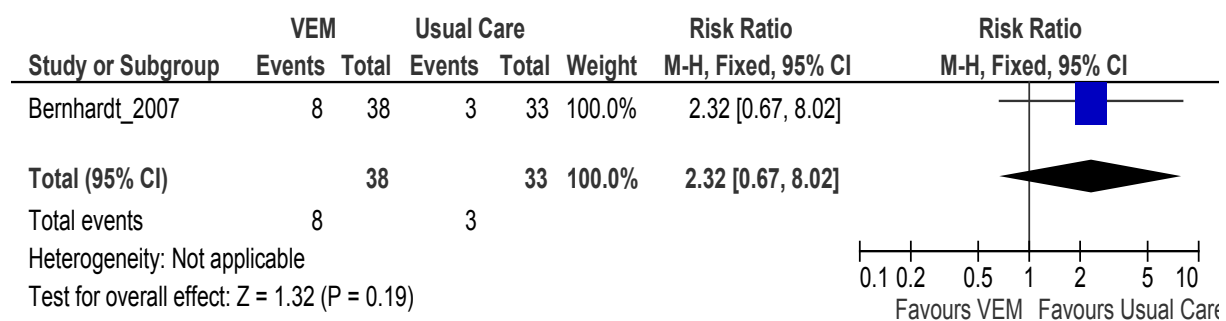 VEM Usual Care Risk Ratio Risk Ratio
Study or Subgroup Events Total Events Total Weight M-H, Fixed, 95% CI M-H, Fixed, 95% CI
Bernhardt_2007 8 38 3 33 100.0% 2.32 [0.67, 8.02]
Total (95% CI) 38 33 100.0% 2.32 [0.67, 8.02]
Total events 8 3
Heterogeneity: Not applicable
Test for overall effect: Z = 1.32 (P = 0.19)
0.1 0.2 0.5 1 2 5 10
Favours VEM Favours Usual Care